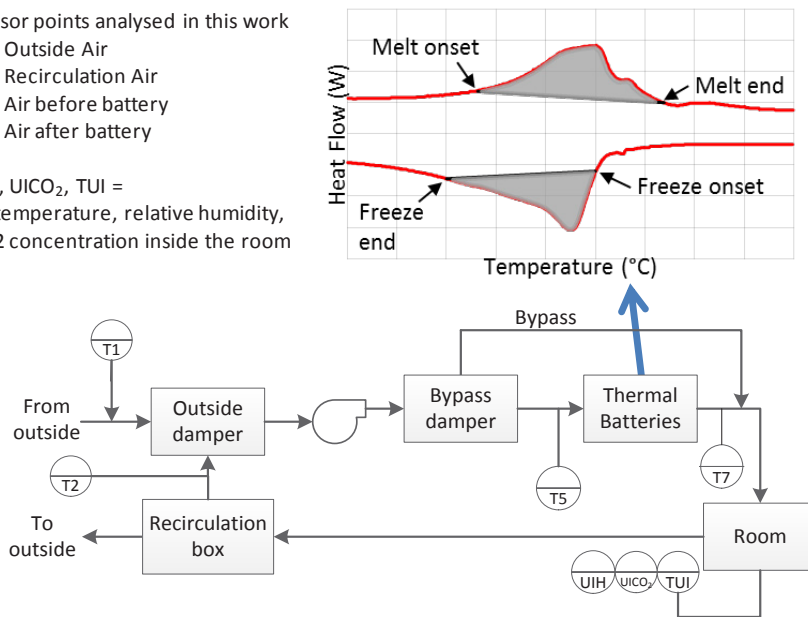 sor points analysed in this work
Outside Air
Recirculation Air
Air before battery
Air after battery
, UICO₂, TUI =
temperature, relative humidity,
2 concentration inside the room
Melt onset
Melt end
Heat Flow (W)
Freeze onset
Freeze
end
Temperature (°C)
Bypass
T1
From
outside
Outside
damper
Bypass
damper
Thermal
Batteries
T2
T5
T7
To
outside
Recirculation
box
Room
UIH
UICO₂
TUI